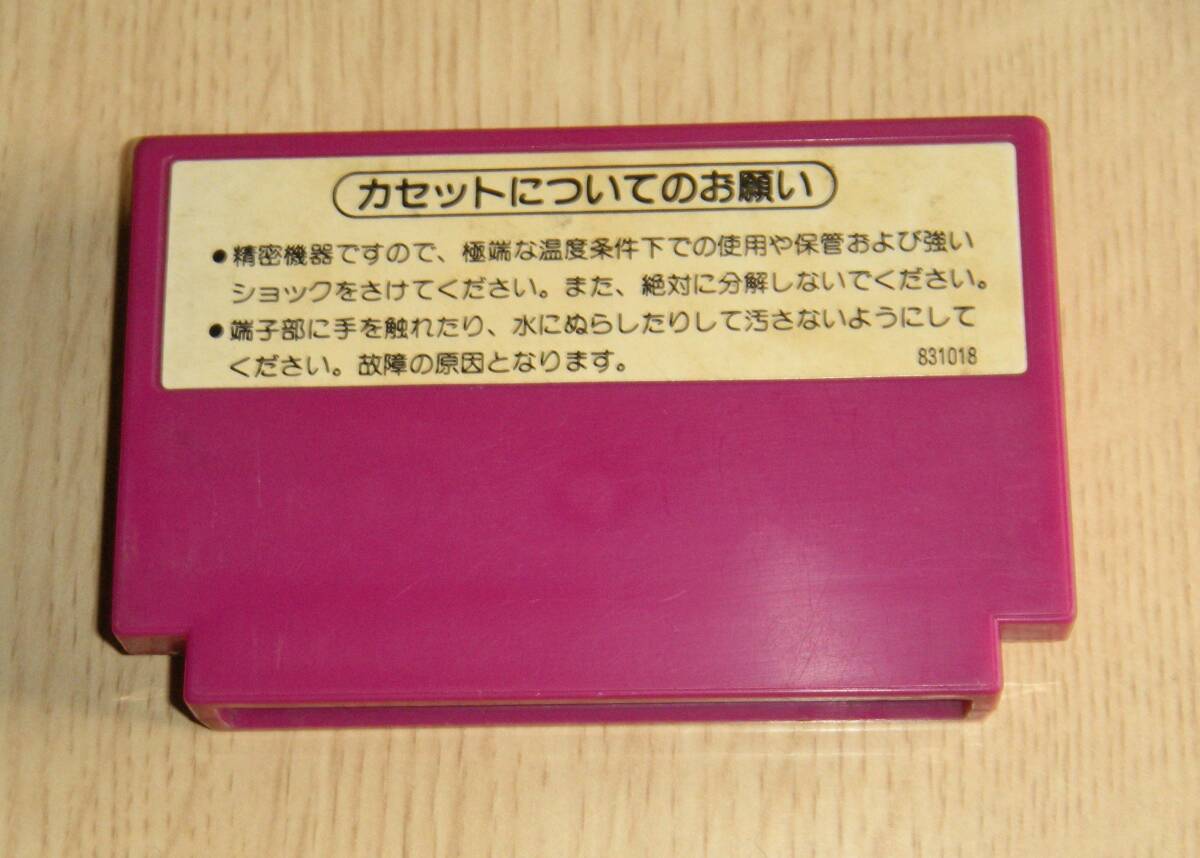 カセットについてのお願い
●精密機器ですので、極端な温度条件下での使用や保管および強い
ショックをさけてください。また、絶対に分解しないでください。
●端子部に手を触れたり、水にぬらしたりして汚さないようにして
ください。故障の原因となります。 831018